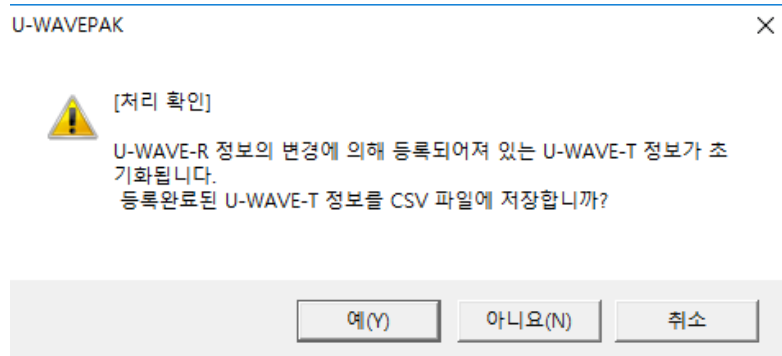 U-WAVEPAK
[처리 확인]
U-WAVE-R 정보의 변경에 의해 등록되어져 있는 U-WAVE-T 정보가 초
기화됩니다.
등록완료된 U-WAVE-T 정보를 CSV 파일에 저장합니까?
예(Y)
아니요(N)
취소